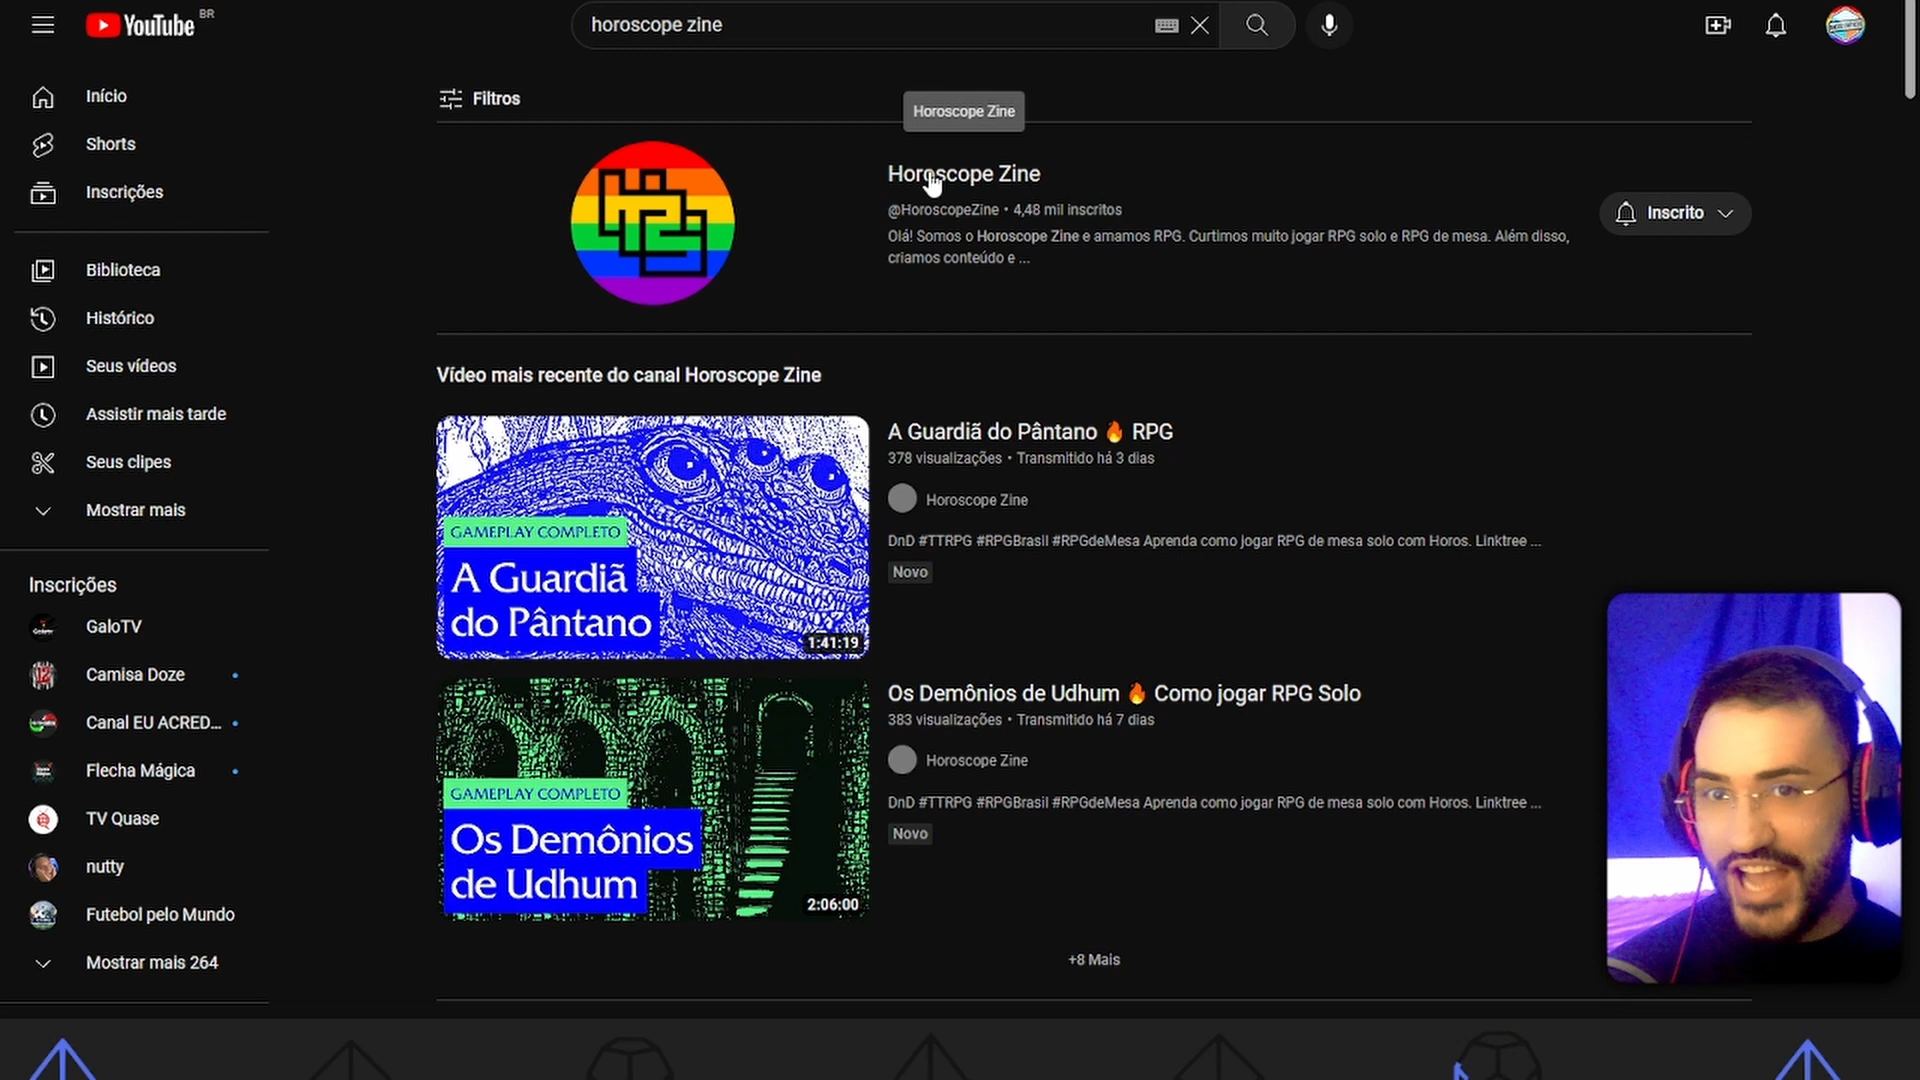 YouTube BR
horoscope zine
Início
Shorts
Inscrições
Biblioteca
Histórico
Seus vídeos
Assistir mais tarde
Seus clipes
Mostrar mais
Inscrições
GaloTV
Camisa Doze
Canal EU ACRED...
Flecha Mágica
TV Quase
nutty
Futebol pelo Mundo
Mostrar mais 264
Filtros
Horoscope Zine
Horoscope Zine
@HoroscopeZine • 4,48 mil inscritos
Olá! Somos o Horoscope Zine e amamos RPG. Curtimos muito jogar RPG solo e RPG de mesa. Além disso,
criamos conteúdo e ...
Inscrito
Vídeo mais recente do canal Horoscope Zine
GAMEPLAY COMPLETO
A Guardiã
do Pântano
1:41:19
A Guardiã do Pântano 🔥 RPG
378 visualizações • Transmitido há 3 dias
Horoscope Zine
DnD #TTRPG #RPGBrasil #RPGdeMesa Aprenda como jogar RPG de mesa solo com Horos. Linktree ...
Novo
GAMEPLAY COMPLETO
Os Demônios
de Udhum
2:06:00
Os Demônios de Udhum 🔥 Como jogar RPG Solo
383 visualizações • Transmitido há 7 dias
Horoscope Zine
DnD #TTRPG #RPGBrasil #RPGdeMesa Aprenda como jogar RPG de mesa solo com Horos. Linktree ...
Novo
+8 Mais